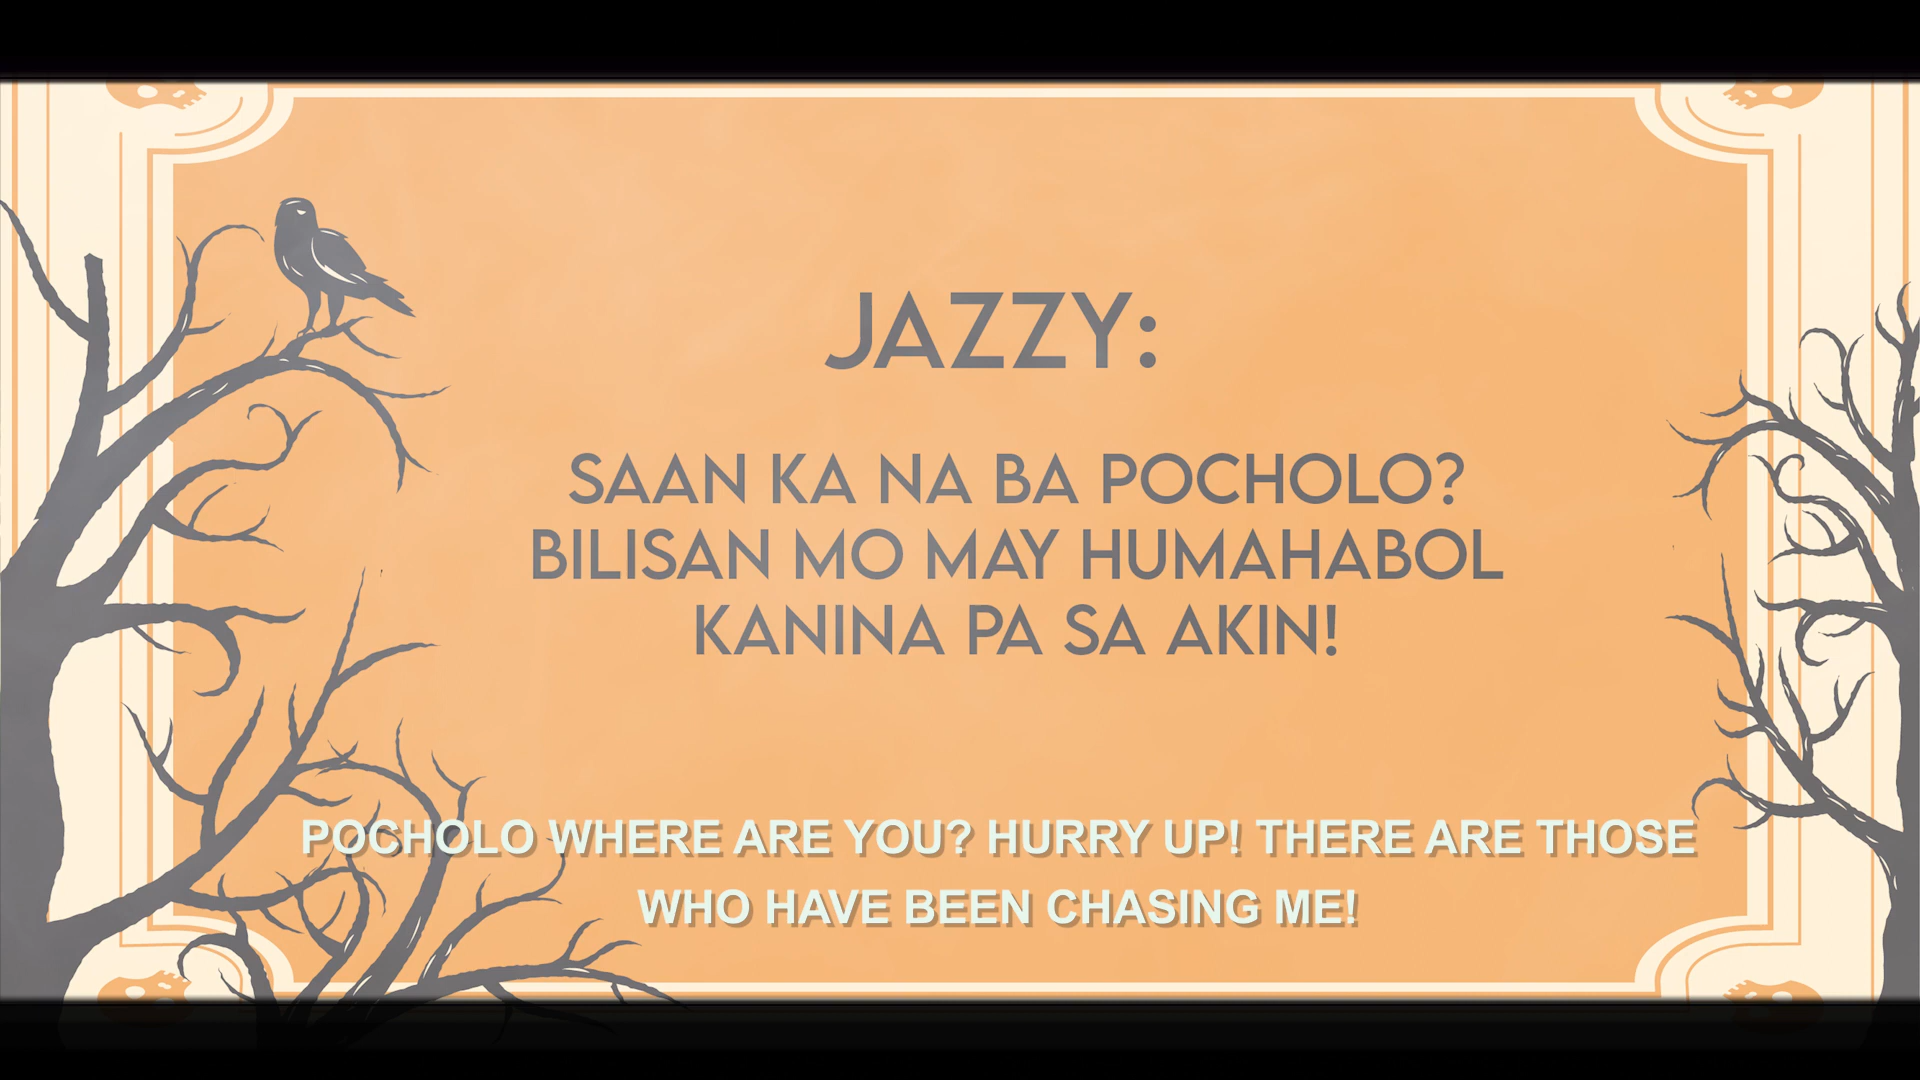 JAZZY:
SAAN KA NA BA POCHOLO?
BILISAN MO MAY HUMAHABOL
KANINA PA SA AKIN!
POCHOLO WHERE ARE YOU? HURRY UP! THERE ARE THOSE
WHO HAVE BEEN CHASING ME!